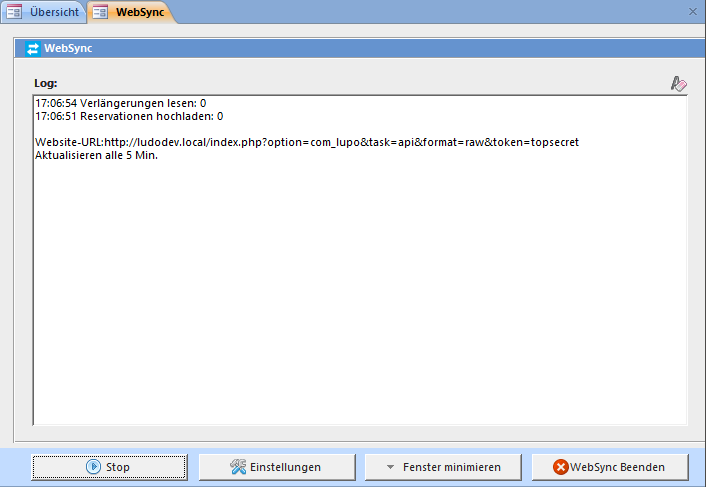 Übersicht
WebSync
WebSync
Log:
17:06:54 Verlängerungen lesen: 0
17:06:51 Reservationen hochladen: 0
Website-URL:http://ludodev.local/index.php?option=com_lupo&task=api&format=raw&token=topsecret
Aktualisieren alle 5 Min.
Stop
Einstellungen
Fenster minimieren
WebSync Beenden